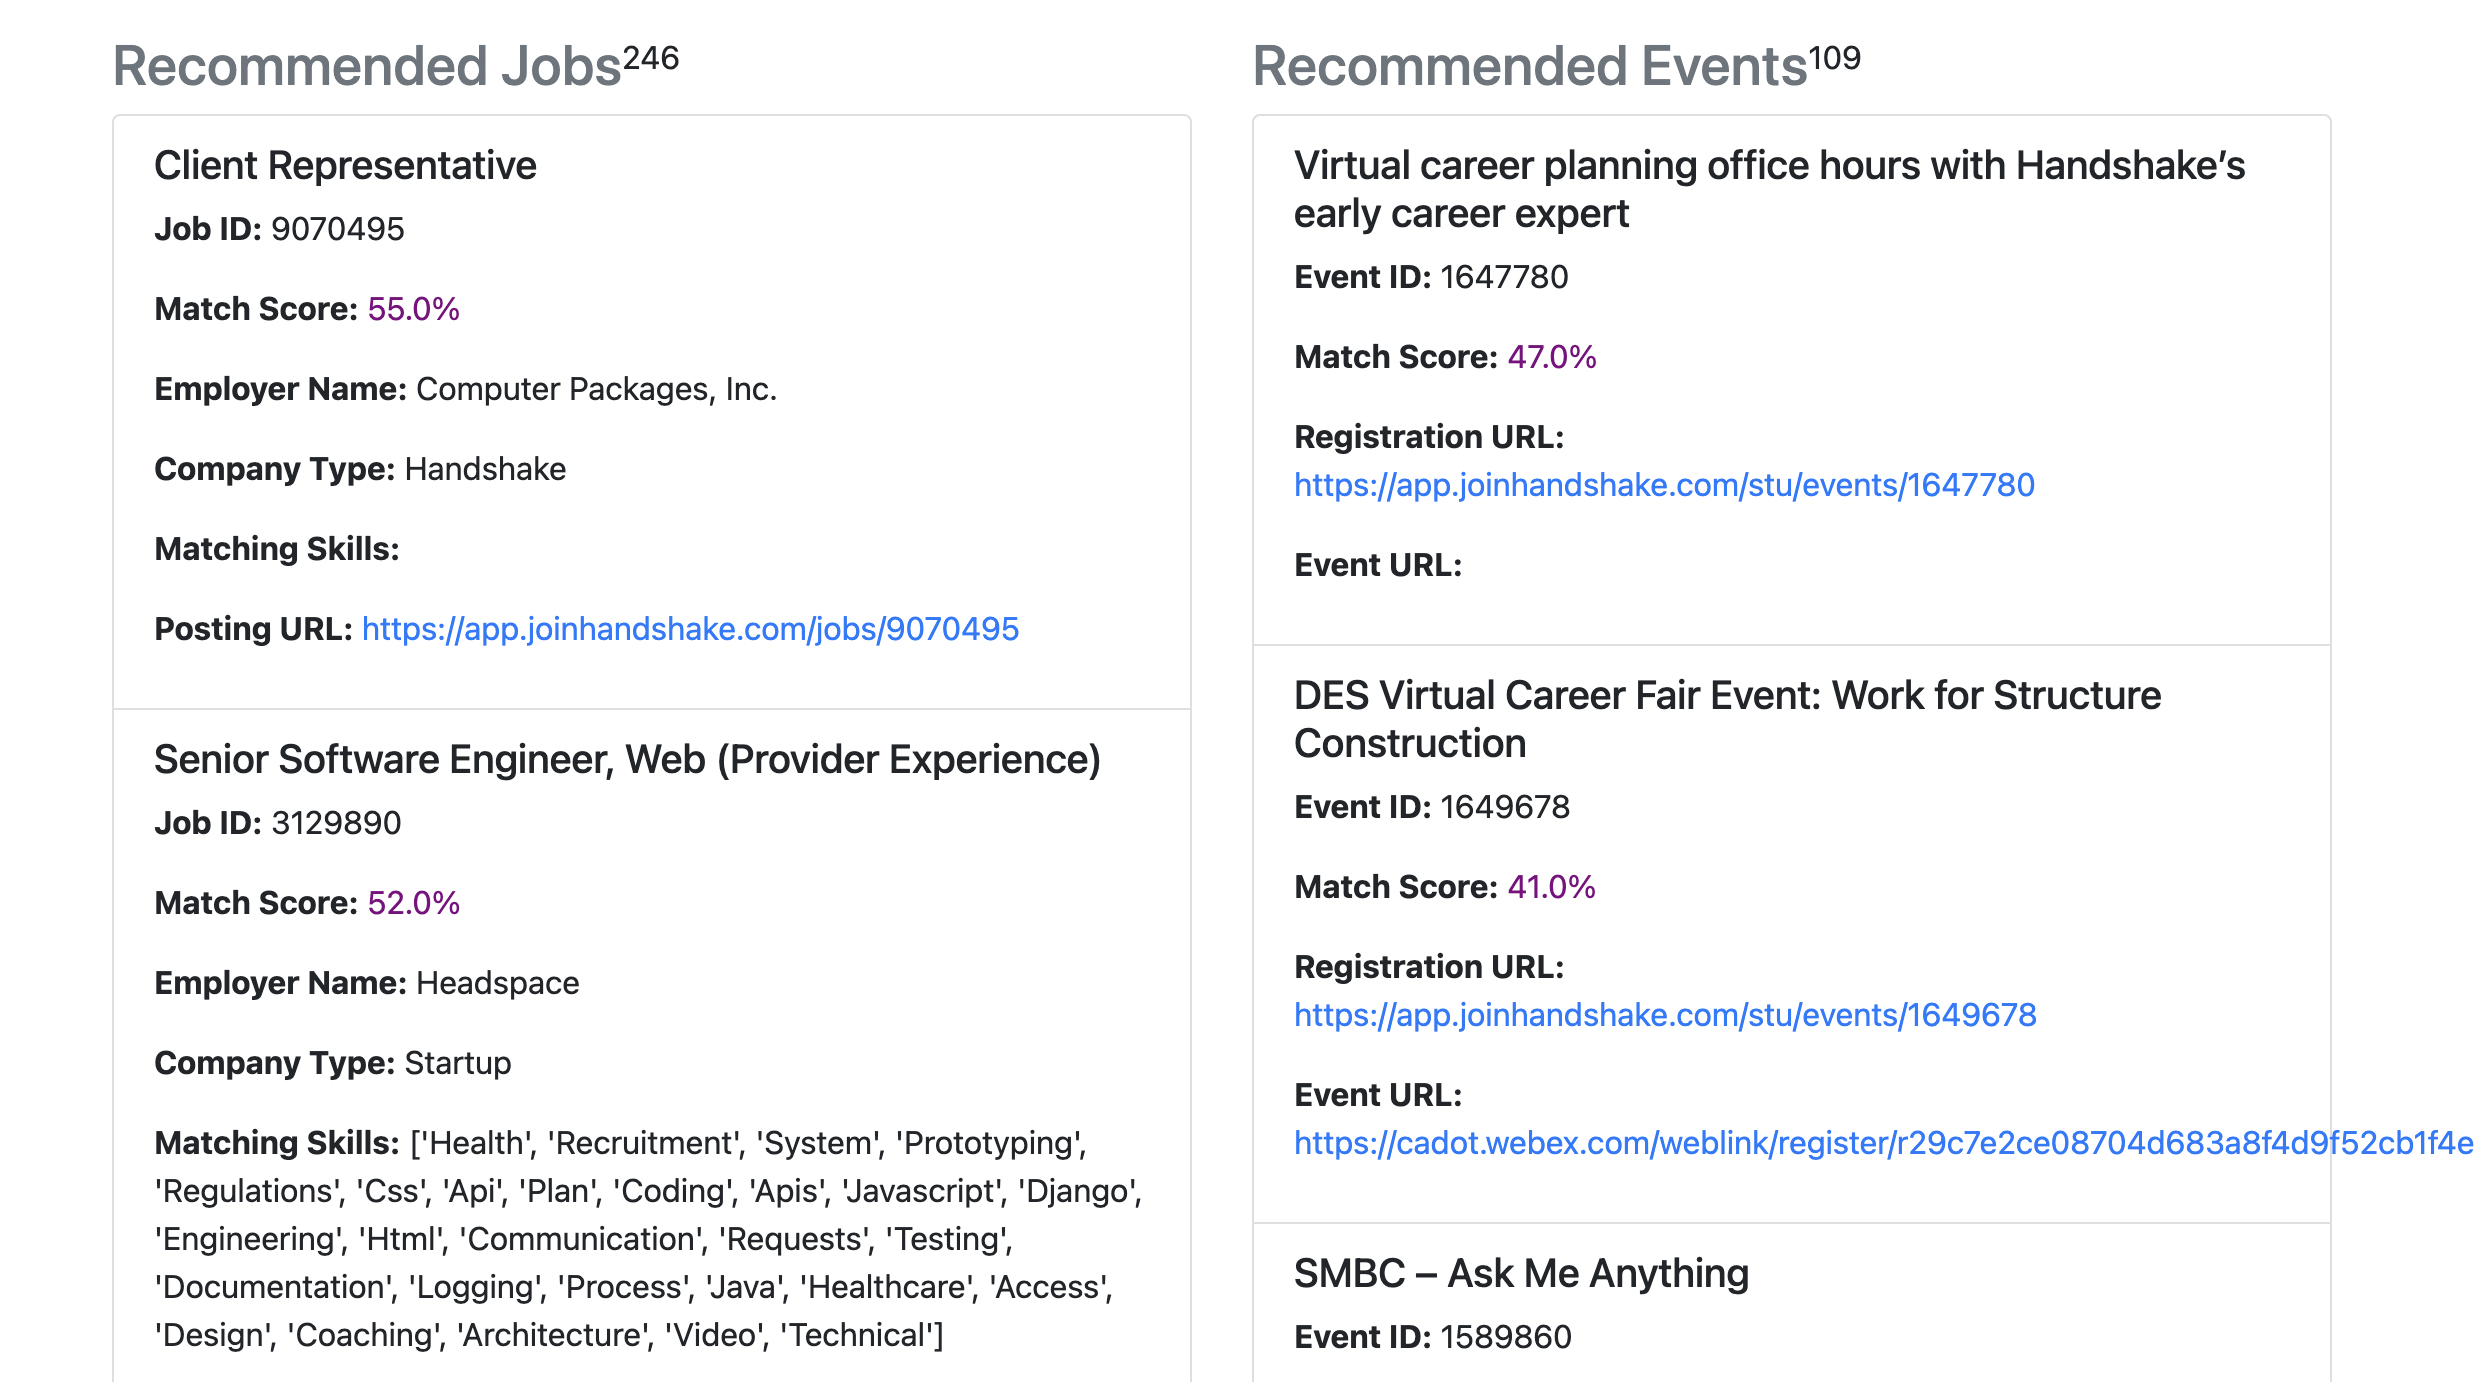 Recommended Jobs246
Client Representative
Job ID: 9070495
Match Score: 55.0%
Employer Name: Computer Packages, Inc.
Company Type: Handshake
Matching Skills:
Posting URL: https://app.joinhandshake.com/jobs/9070495
Senior Software Engineer, Web (Provider Experience)
Job ID: 3129890
Match Score: 52.0%
Employer Name: Headspace
Company Type: Startup
Matching Skills: ['Health', 'Recruitment', 'System', 'Prototyping',
'Regulations', 'Css', 'Api', 'Plan', 'Coding', 'Apis', 'Javascript', 'Django',
'Engineering', 'Html', 'Communication', 'Requests', 'Testing',
'Documentation', 'Logging', 'Process', 'Java', 'Healthcare', 'Access',
'Design', 'Coaching', 'Architecture', 'Video', 'Technical']
Recommended Events109
Virtual career planning office hours with Handshake’s
early career expert
Event ID: 1647780
Match Score: 47.0%
Registration URL:
https://app.joinhandshake.com/stu/events/1647780
Event URL:
DES Virtual Career Fair Event: Work for Structure
Construction
Event ID: 1649678
Match Score: 41.0%
Registration URL:
https://app.joinhandshake.com/stu/events/1649678
Event URL:
https://cadot.webex.com/weblink/register/r29c7e2ce08704d683a8f4d9f52cb1f4e
SMBC – Ask Me Anything
Event ID: 1589860